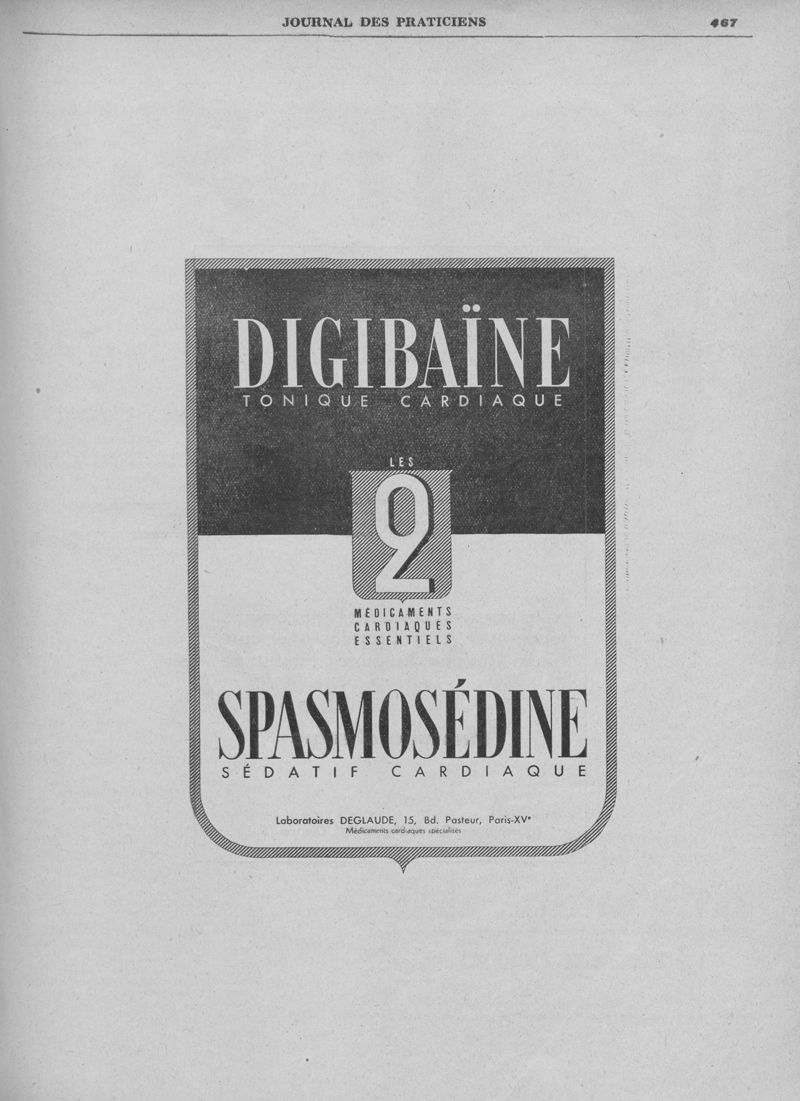 JOURNAL DES PRATICIENS 467
DIGIBAÏNE
TONIQUE CARDIAQUE
LES
2
MÉDICAMENTS
CARDIAQUES
ESSENTIELS
SPASMOSÉDINE
SÉDATIF CARDIAQUE
Laboratoires DEGLAUDE, 15, Bd. Pasteur, Paris-XVᵉ
Médicaments cardiaques spécialisés